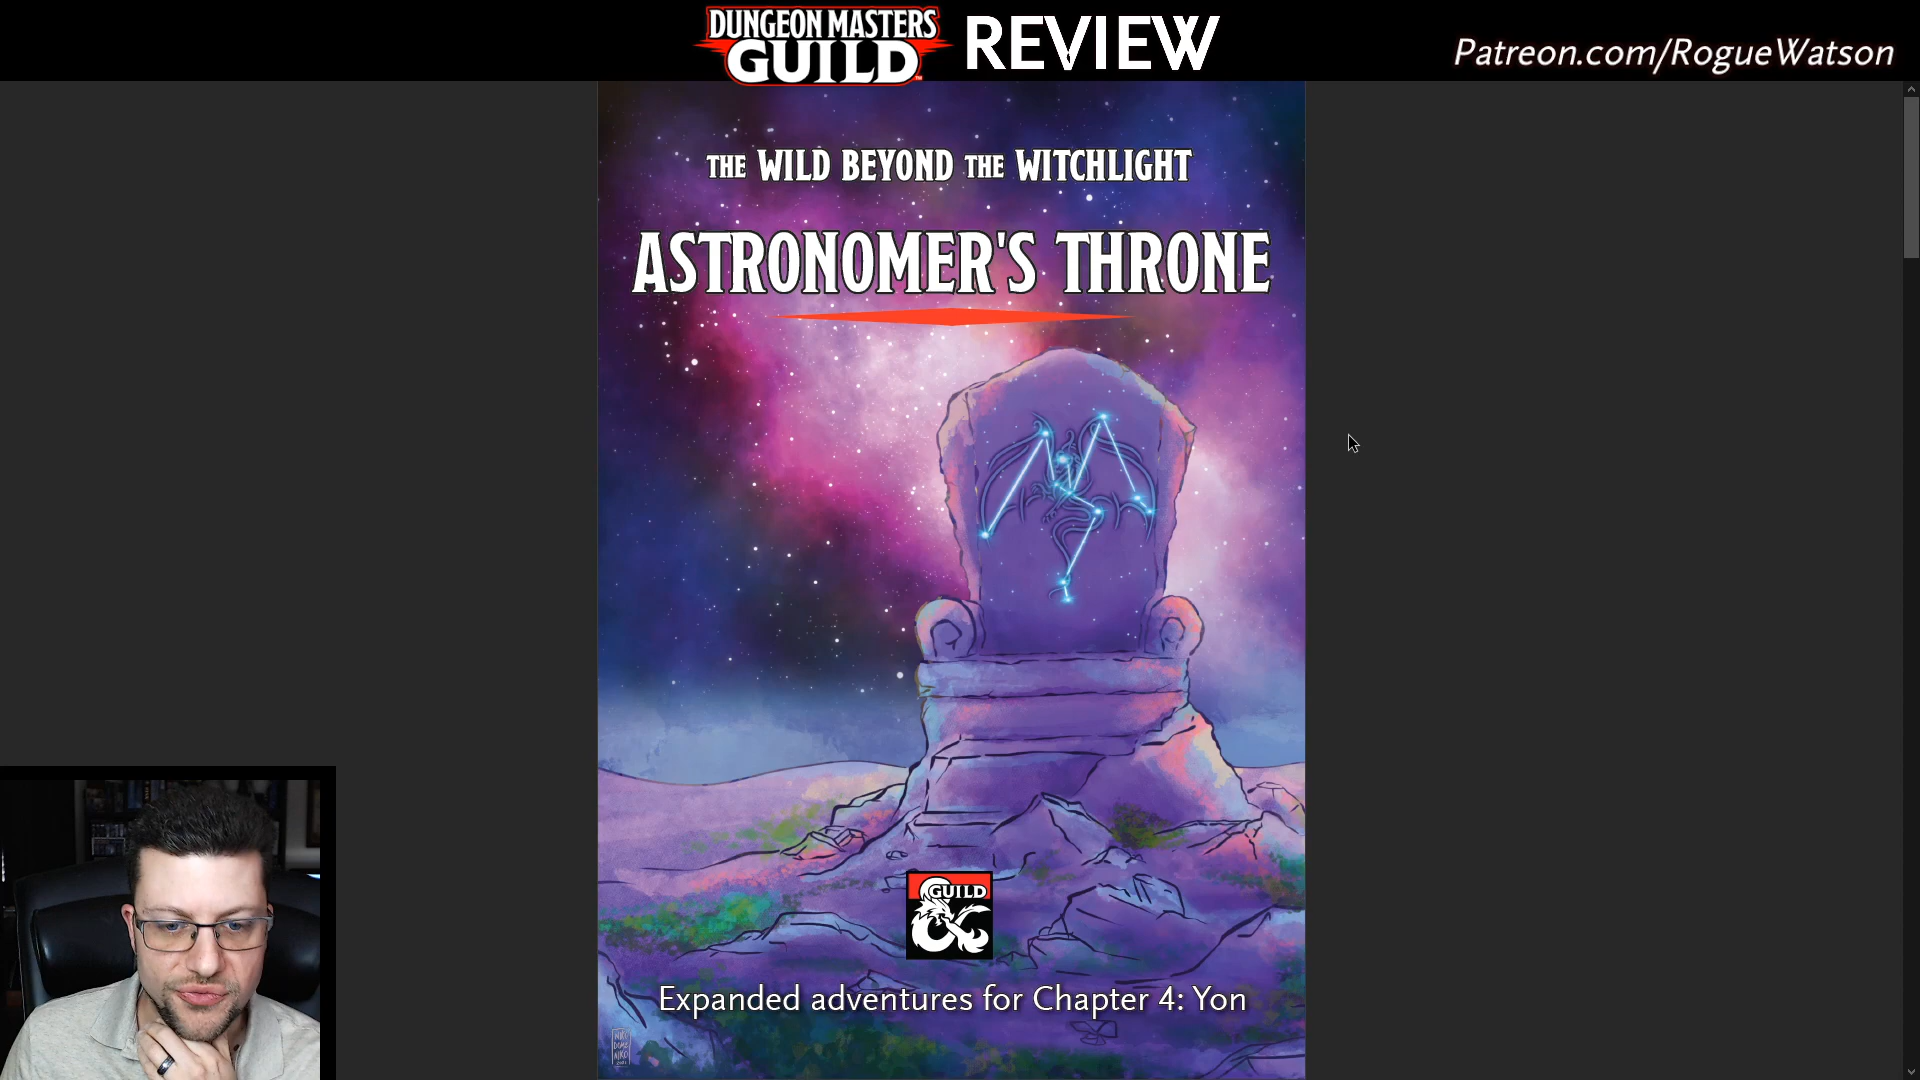 DUNGEON MASTERS
GUILD
REVIEW
Patreon.com/RogueWatson
THE WILD BEYOND THE WITCHLIGHT
ASTRONOMER'S THRONE
GUILD
Expanded adventures for Chapter 4: Yon